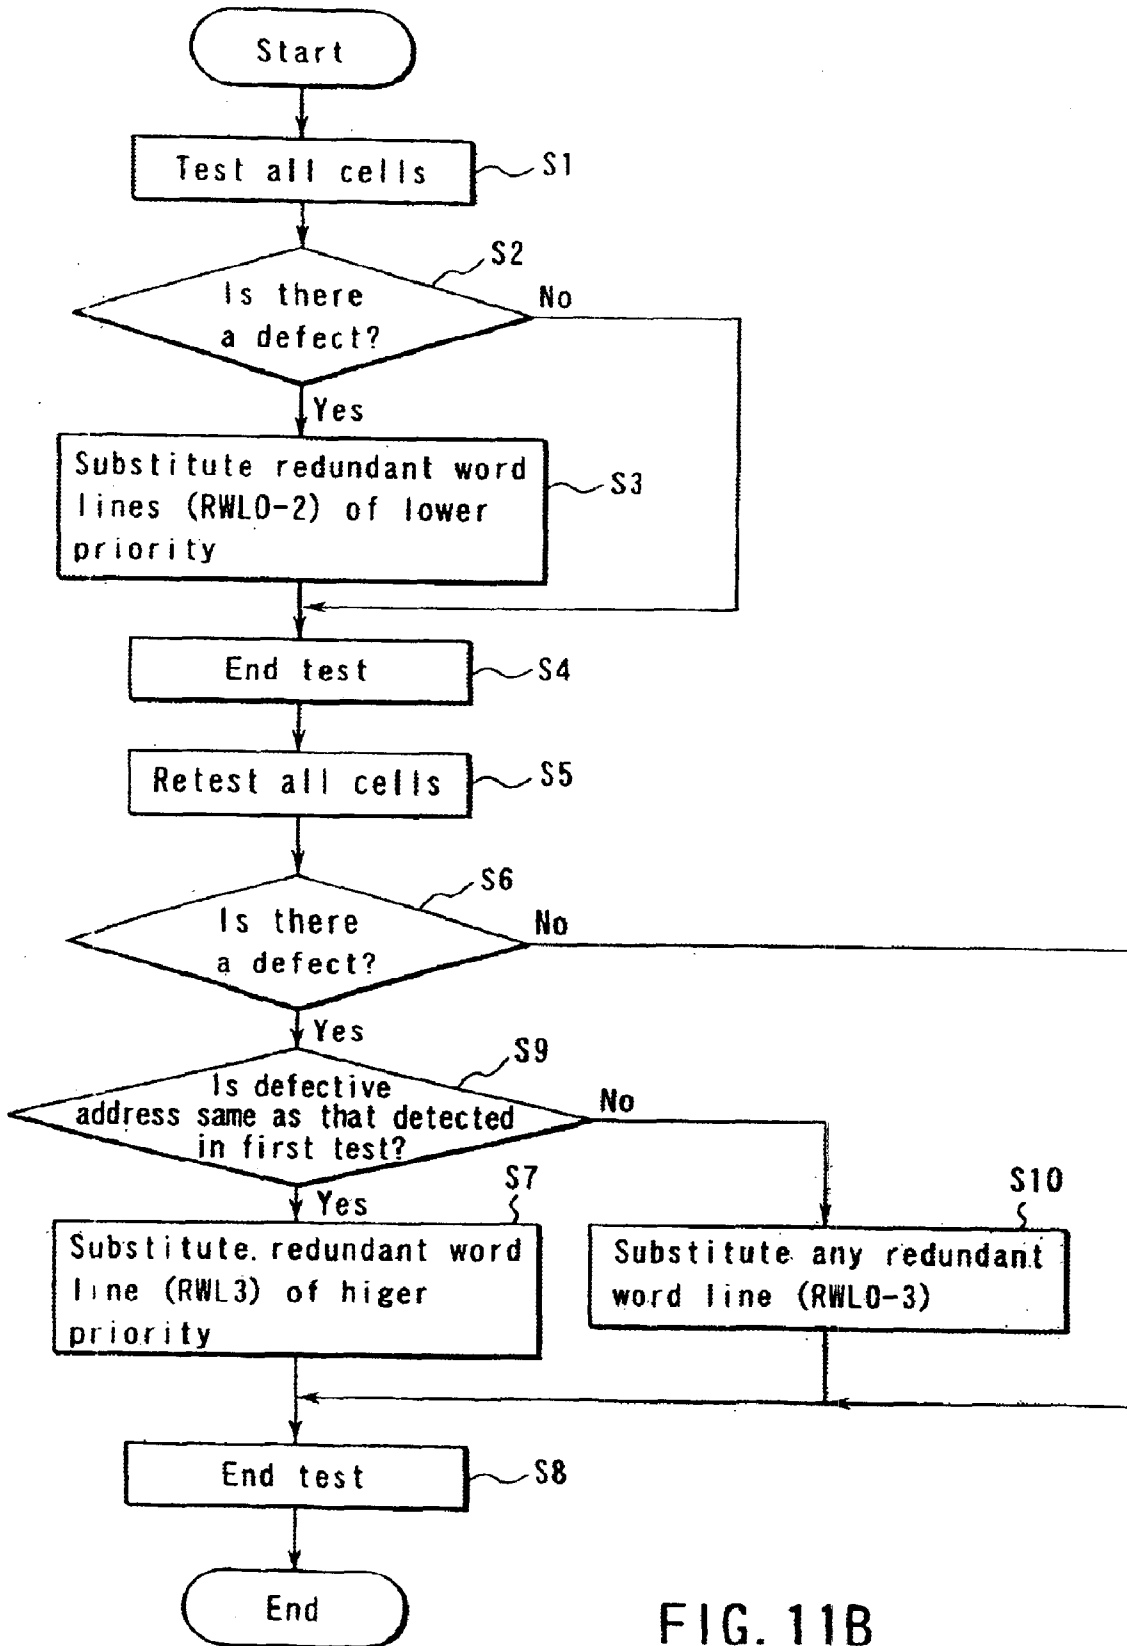 Start
Test all cells
S1
S2
Is there
a defect?
No
Yes
Substitute redundant word
lines (RWL0-2) of lower
priority
S3
End test
S4
Retest all cells
S5
S6
Is there
a defect?
No
Yes
S9
Is defective
address same as that detected
in first test?
No
Yes
S7
Substitute. redundant word
line (RWL3) of higer
priority
S10
Substitute any redundant
word line (RWL0-3)
End test
S8
End
FIG. 11B